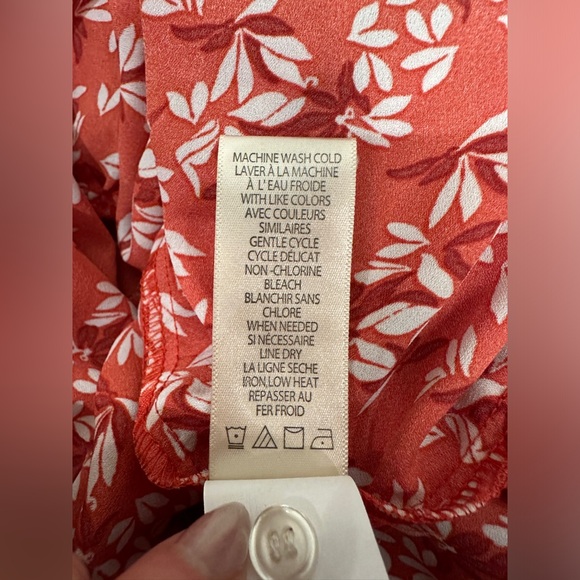 MACHINE WASH COLD
LAVER À LA MACHINE
À L'EAU FROIDE
WITH LIKE COLORS
AVEC COULEURS
SIMILAIRES
GENTLE CYCLE
CYCLE DÉLICAT
NON-CHLORINE
BLEACH
BLANCHIR SANS
CHLORE
WHEN NEEDED
SI NÉCESSAIRE
LINE DRY
LA LIGNE SECHE
IRON,LOW HEAT
REPASSER AU
FER FROID